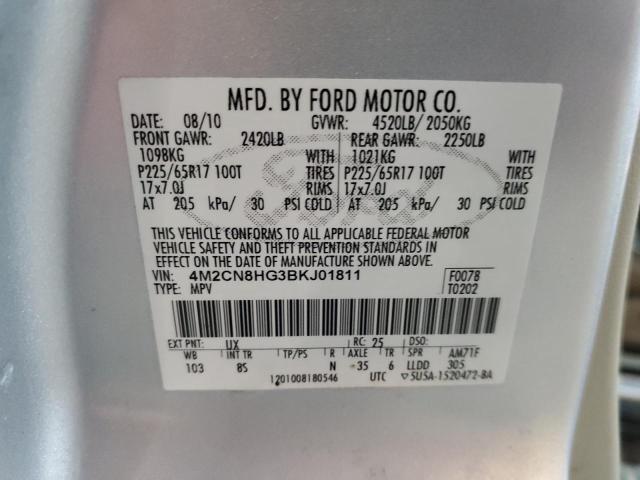 MFD. BY FORD MOTOR CO.
DATE: 08/10 GVWR: 4520LB/ 2050KG
FRONT GAWR: 2420LB REAR GAWR: 2250LB
1098KG WITH 1021KG WITH
P225/65R17 100T TIRES P225/65R17 100T TIRES
17x7.0J RIMS 17x7.0J RIMS
AT 205 kPa/ 30 PSI COLD AT 205 kPa/ 30 PSI COLD
Ford
THIS VEHICLE CONFORMS TO ALL APPLICABLE FEDERAL MOTOR
VEHICLE SAFETY AND THEFT PREVENTION STANDARDS IN
EFFECT ON THE DATE OF MANUFACTURE SHOWN ABOVE.
VIN: 4M2CN8HG3BKJ01811 F0078
TYPE: MPV T0202
EXT PNT: UX RC: 25 DSO:
WB INT TR TP/PS R AXLE TR SPR AM71F
103 8S N 35 6 LLDD 305
1201008180546 UTC 5USA-1520472-BA